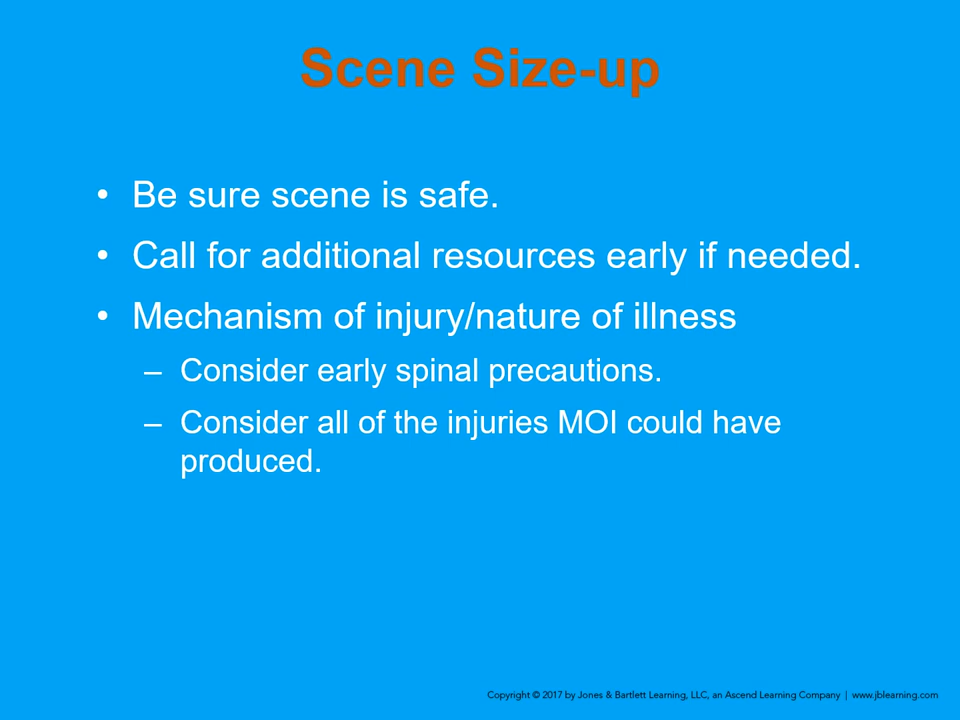 Scene Size-up
• Be sure scene is safe.
• Call for additional resources early if needed.
• Mechanism of injury/nature of illness
– Consider early spinal precautions.
– Consider all of the injuries MOI could have
produced.
Copyright © 2017 by Jones & Bartlett Learning, LLC, an Ascend Learning Company | www.jblearning.com